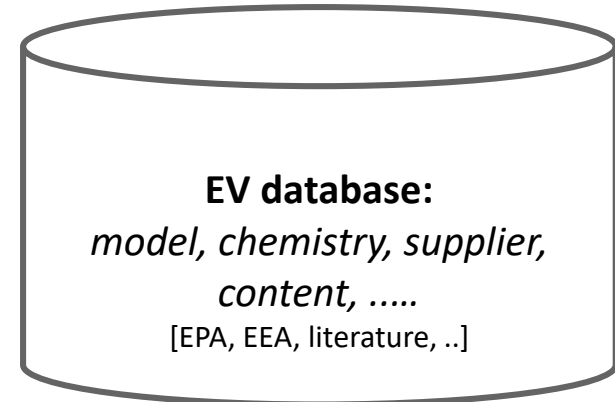 EV database:
model, chemistry, supplier,
content, .....
[EPA, EEA, literature, ..]